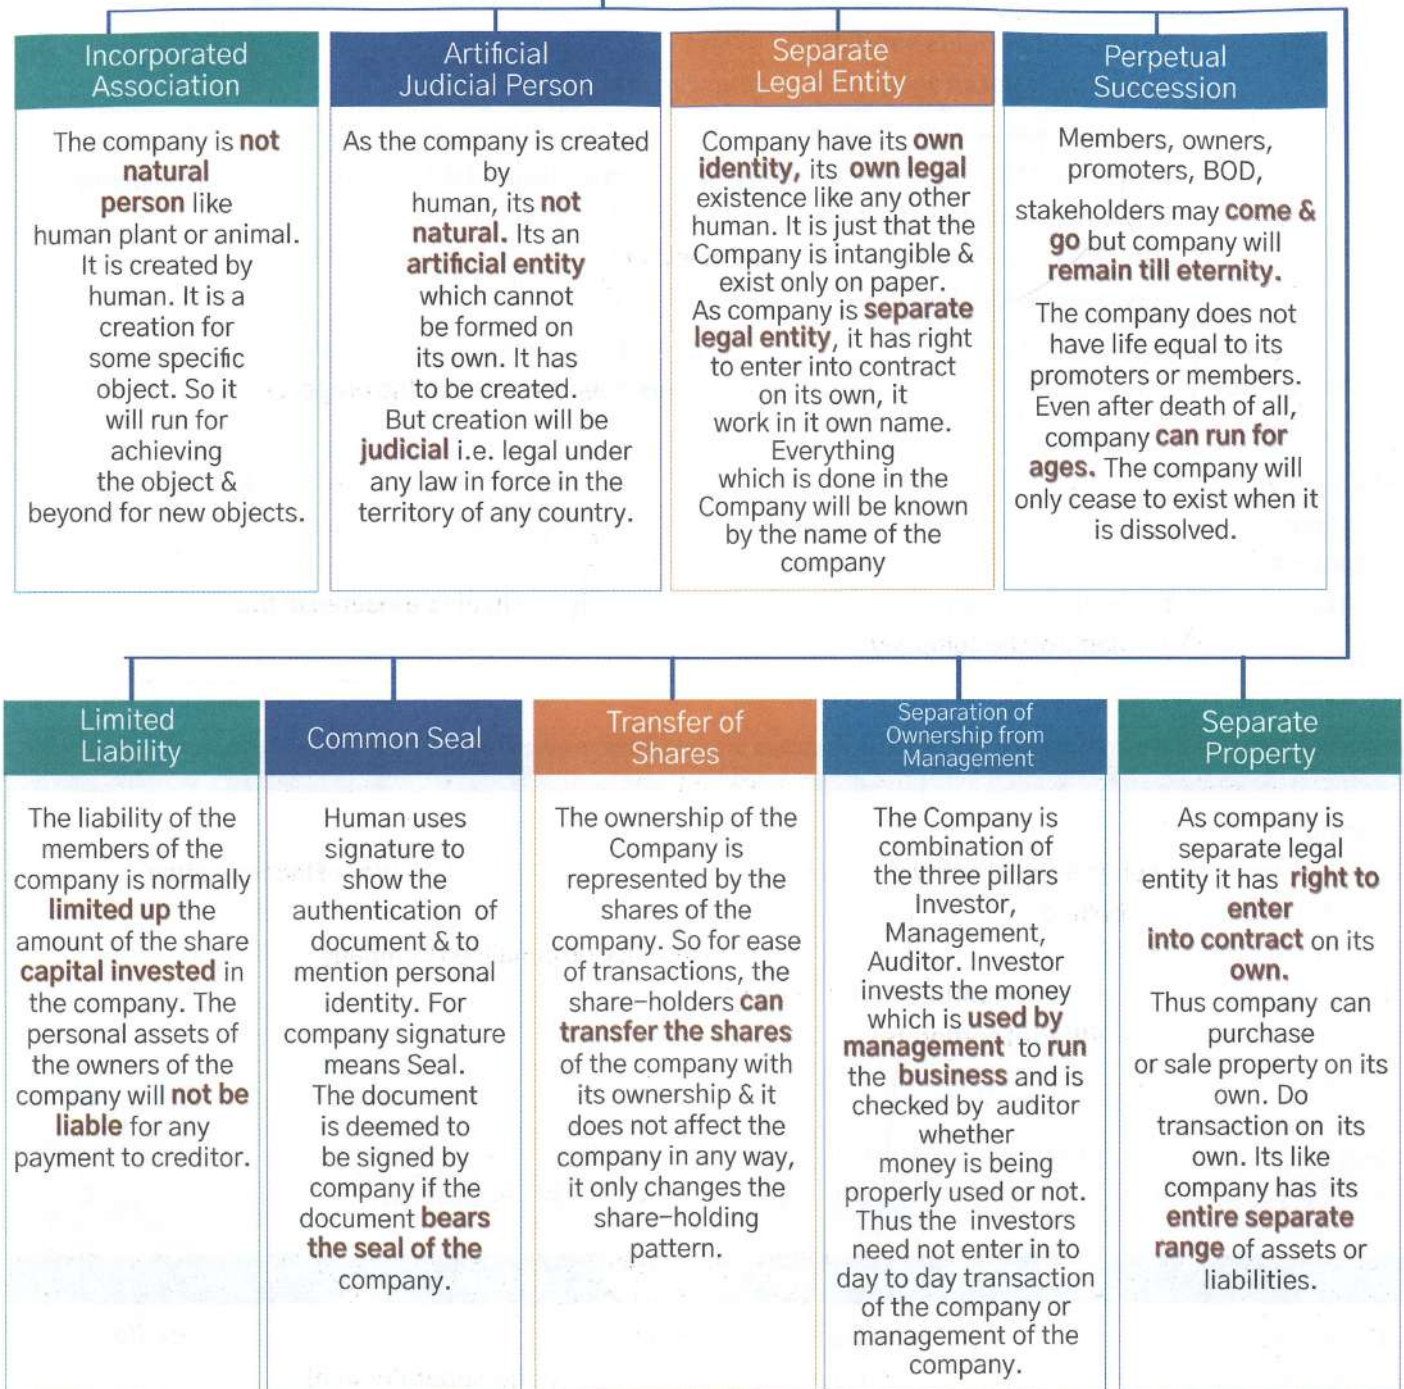 Incorporated
Association
The company is not
natural
person like
human plant or animal.
It is created by
human. It is a
creation for
some specific
object. So it
will run for
achieving
the object &
beyond for new objects.
Artificial
Judicial Person
As the company is created
by
human, its not
natural. Its an
artificial entity
which cannot
be formed on
its own. It has
to be created.
But creation will be
judicial i.e. legal under
any law in force in the
territory of any country.
Separate
Legal Entity
Company have its own
identity, its own legal
existence like any other
human. It is just that the
Company is intangible &
exist only on paper.
As company is separate
legal entity, it has right
to enter into contract
on its own, it
work in it own name.
Everything
which is done in the
Company will be known
by the name of the
company
Perpetual
Succession
Members, owners,
promoters, BOD,
stakeholders may come &
go but company will
remain till eternity.
The company does not
have life equal to its
promoters or members.
Even after death of all,
company can run for
ages. The company will
only cease to exist when it
is dissolved.
Limited
Liability
The liability of the
members of the
company is normally
limited up the
amount of the share
capital invested in
the company. The
personal assets of
the owners of the
company will not be
liable for any
payment to creditor.
Common Seal
Human uses
signature to
show the
authentication of
document & to
mention personal
identity. For
company signature
means Seal.
The document
is deemed to
be signed by
company if the
document bears
the seal of the
company.
Transfer of
Shares
The ownership of the
Company is
represented by the
shares of the
company. So for ease
of transactions, the
share-holders can
transfer the shares
of the company with
its ownership & it
does not affect the
company in any way,
it only changes the
share-holding
pattern.
Separation of
Ownership from
Management
The Company is
combination of
the three pillars
Investor,
Management,
Auditor. Investor
invests the money
which is used by
management to run
the business and is
checked by auditor
whether
money is being
properly used or not.
Thus the investors
need not enter in to
day to day transaction
of the company or
management of the
company.
Separate
Property
As company is
separate legal
entity it has right to
enter
into contract on its
own.
Thus company can
purchase
or sale property on its
own. Do
transaction on its
own. Its like
company has its
entire separate
range of assets or
liabilities.